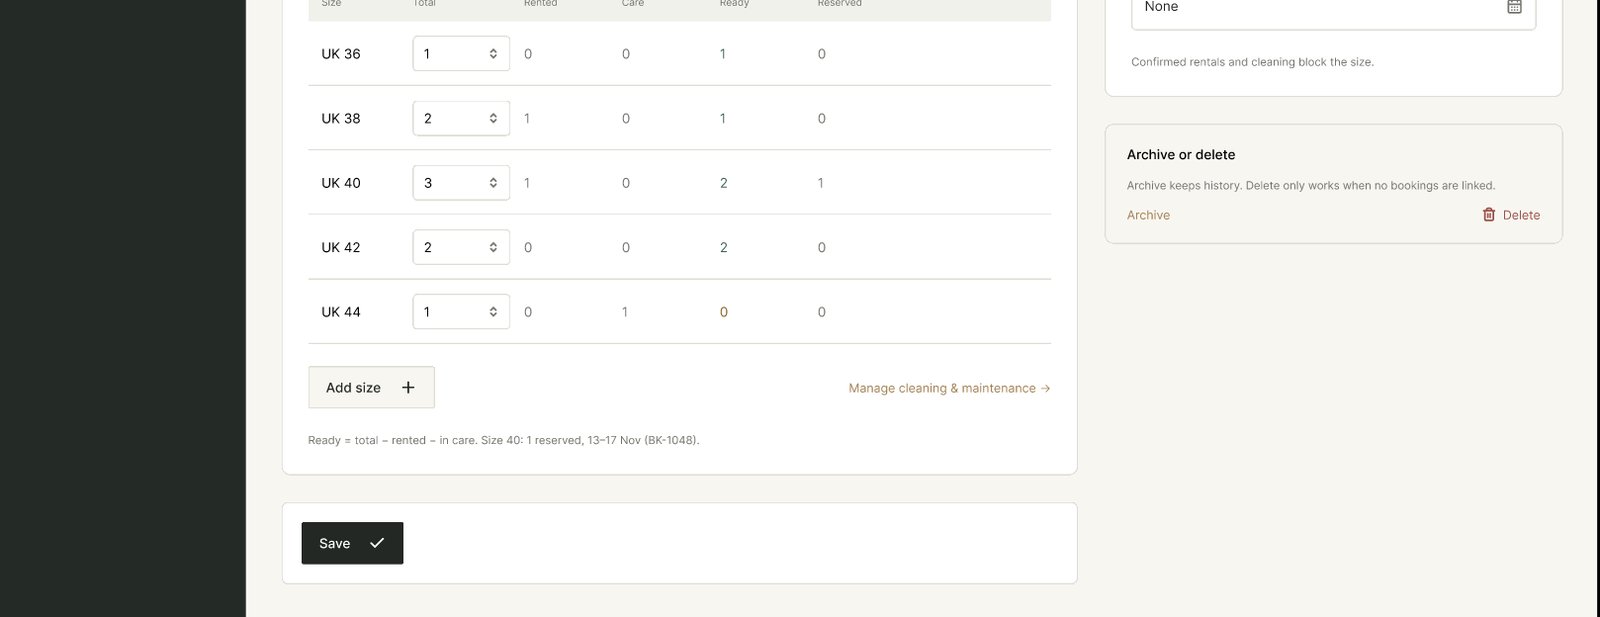 Size Total Rented Care Ready Reserved
UK 36 1 0 0 1 0
UK 38 2 1 0 1 0
UK 40 3 1 0 2 1
UK 42 2 0 0 2 0
UK 44 1 0 1 0 0
Add size
Manage cleaning & maintenance →
Ready = total − rented − in care. Size 40: 1 reserved, 13–17 Nov (BK-1048).
Save
None
Confirmed rentals and cleaning block the size.
Archive or delete
Archive keeps history. Delete only works when no bookings are linked.
Archive Delete